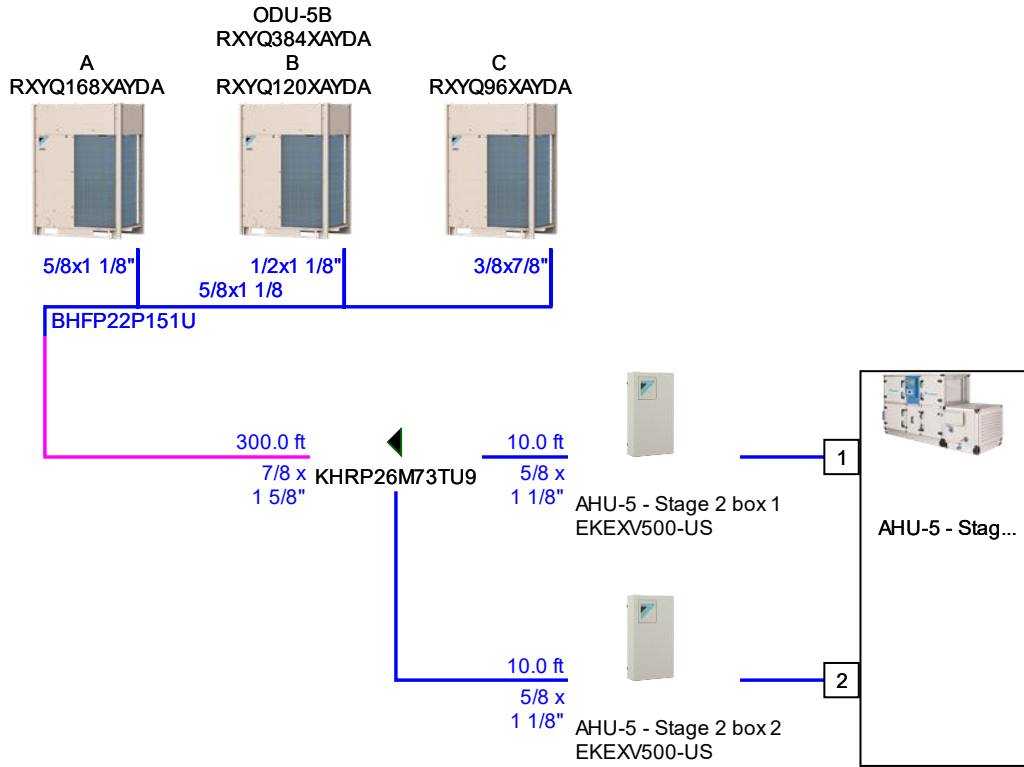 ODU-5B
RXYQ384XAYDA
A
RXYQ168XAYDA
B
RXYQ120XAYDA
C
RXYQ96XAYDA
5/8x1 1/8"
1/2x1 1/8"
3/8x7/8"
5/8x1 1/8
BHFP22P151U
300.0 ft
7/8 x
1 5/8"
KHRP26M73TU9
10.0 ft
5/8 x
1 1/8"
AHU-5 - Stage 2 box 1
EKEXV500-US
1
AHU-5 - Stag...
10.0 ft
5/8 x
1 1/8"
AHU-5 - Stage 2 box 2
EKEXV500-US
2